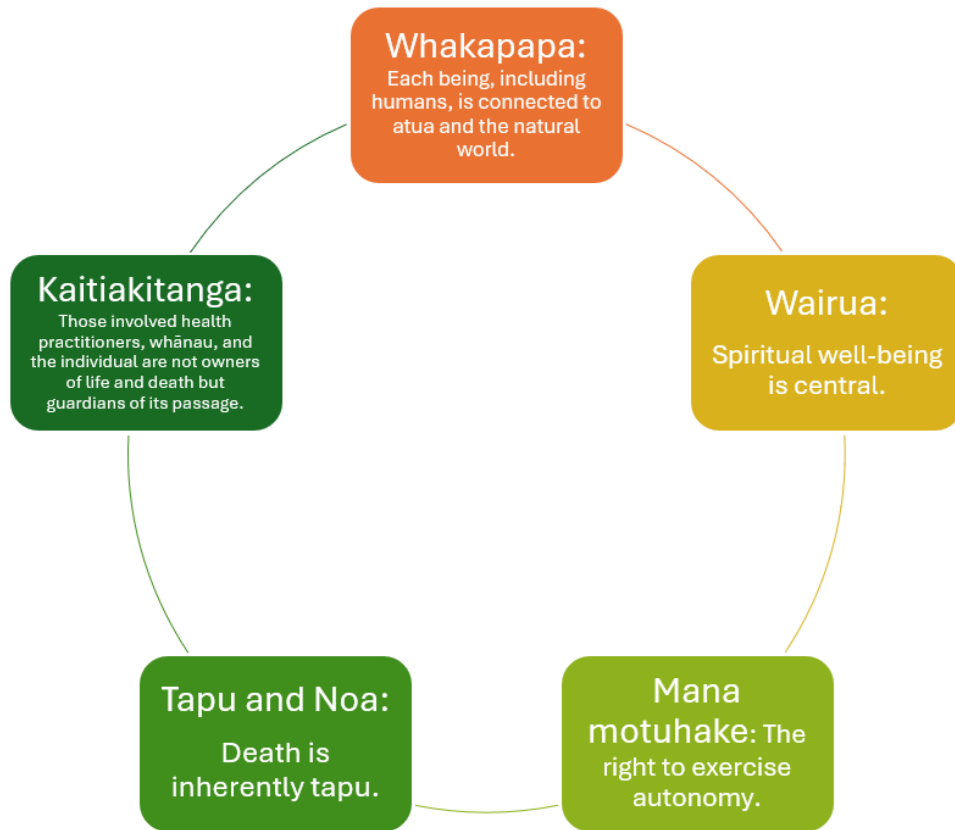 Whakapapa:
Each being, including
humans, is connected to
atua and the natural
world.
Wairua:
Spiritual well-being
is central.
Mana
motuhake: The
right to exercise
autonomy.
Tapu and Noa:
Death is
inherently tapu.
Kaitiakitanga:
Those involved health
practitioners, whānau, and
the individual are not owners
of life and death but
guardians of its passage.